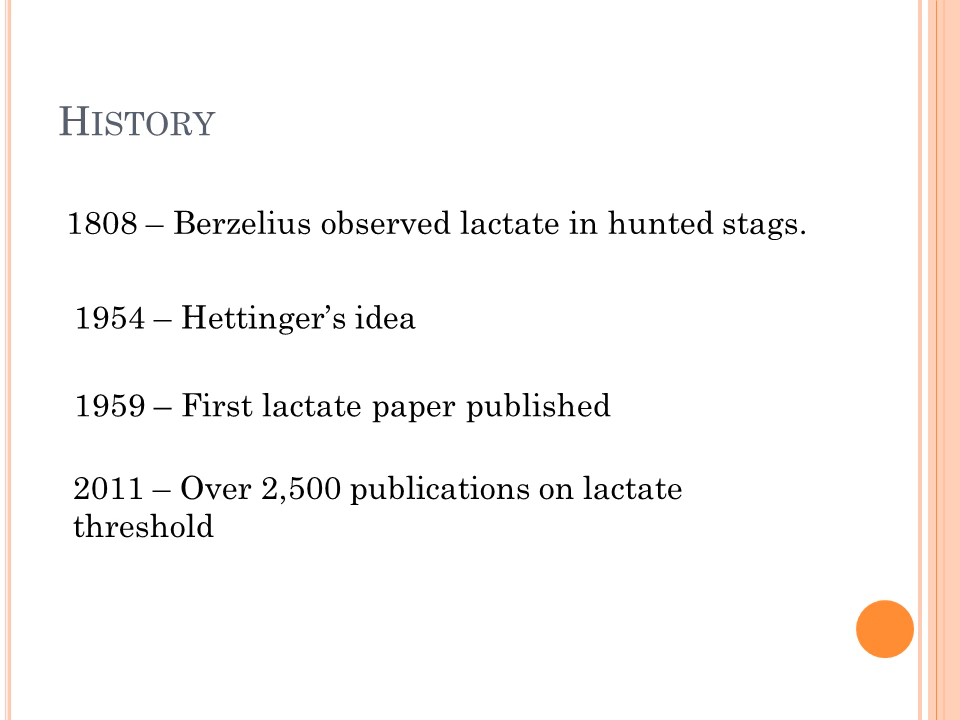 HISTORY
1808 – Berzelius observed lactate in hunted stags.
1954 – Hettinger’s idea
1959 – First lactate paper published
2011 – Over 2,500 publications on lactate
threshold